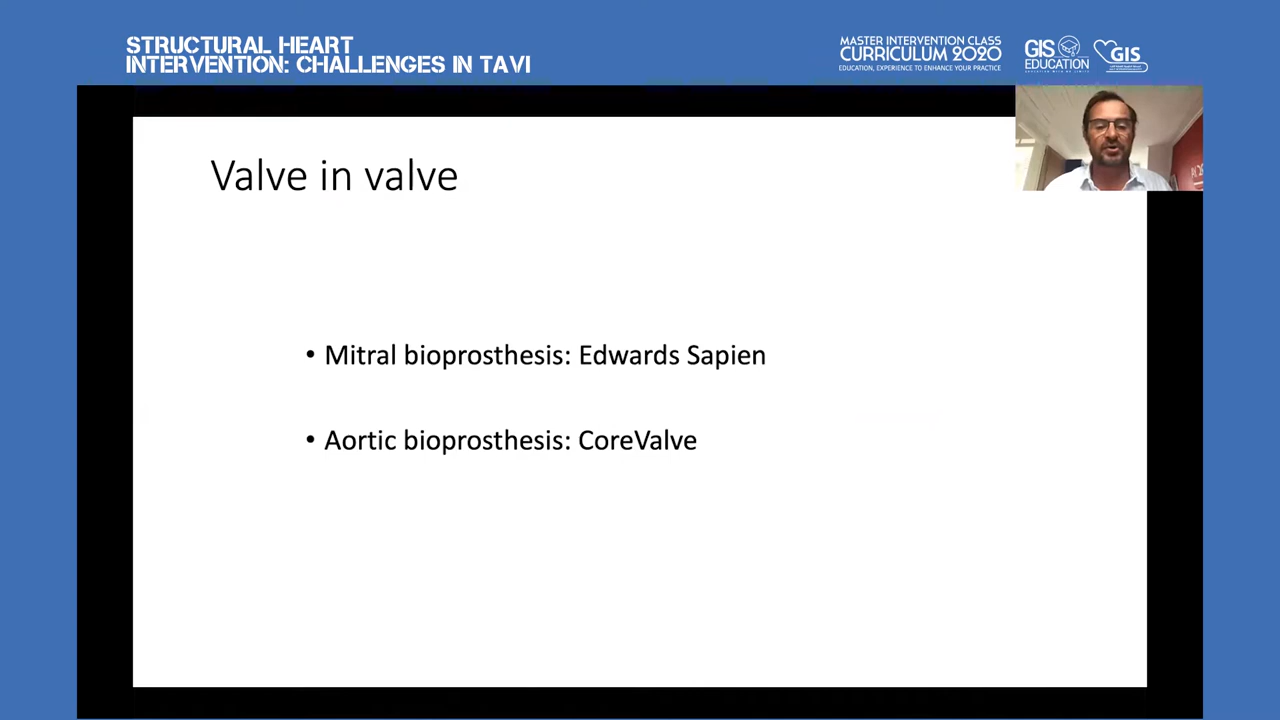 STRUCTURAL HEART
INTERVENTION: CHALLENGES IN TAVI
MASTER INTERVENTION CLASS
CURRICULUM 2020
EDUCATION, EXPERIENCE TO ENHANCE YOUR PRACTICE
GIS
EDUCATION
GIS
Valve in valve
• Mitral bioprosthesis: Edwards Sapien
• Aortic bioprosthesis: CoreValve